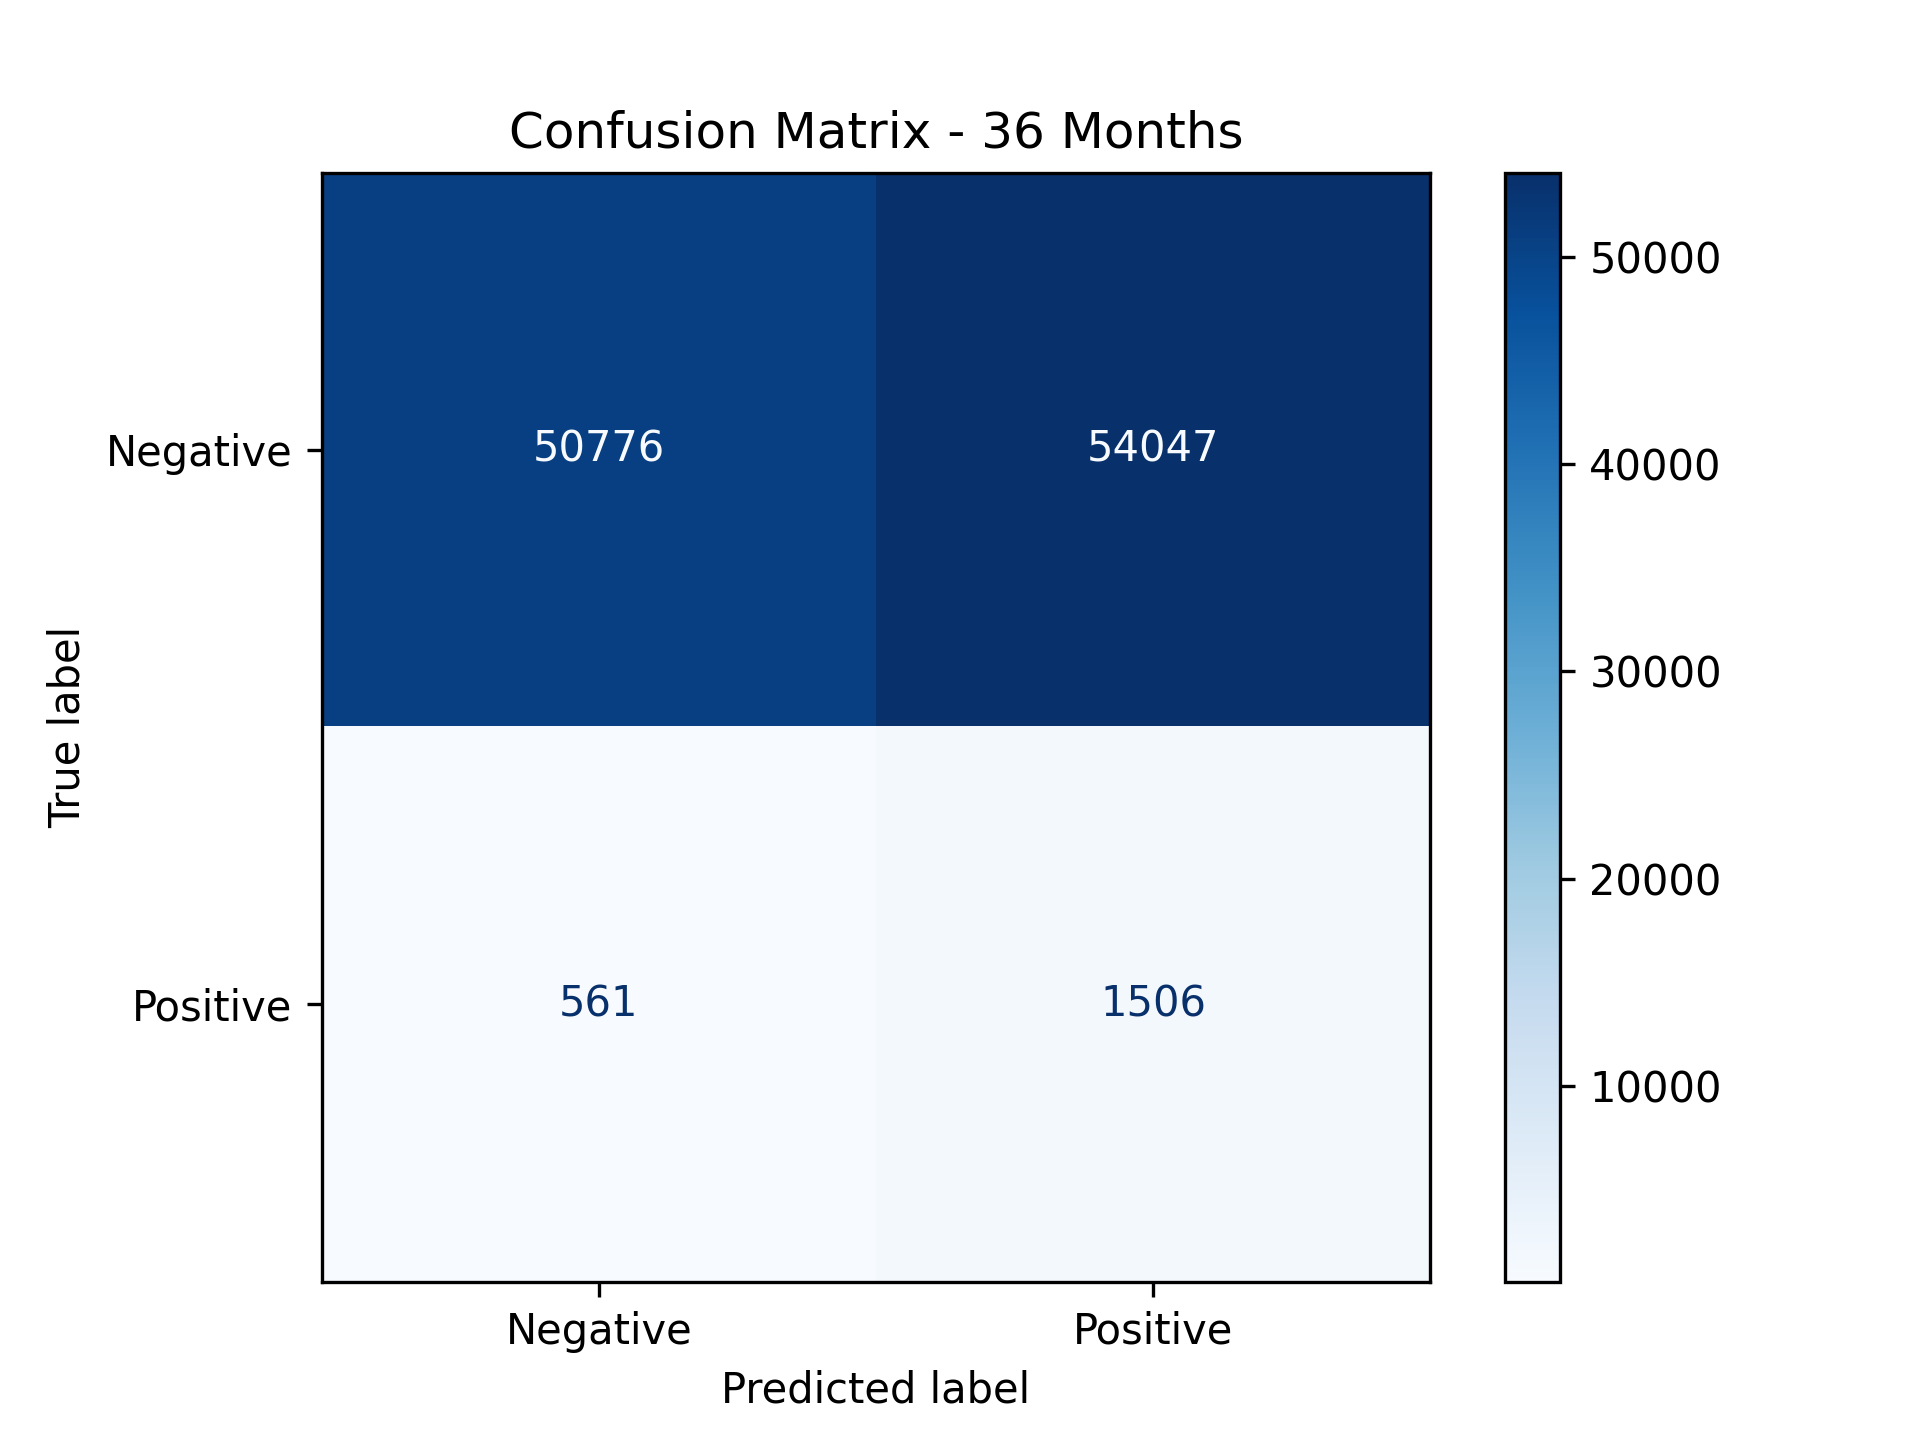 Confusion Matrix - 36 Months
50000
40000
30000
20000
10000
True label
Negative
50776
54047
Positive
561
1506
Negative
Positive
Predicted label